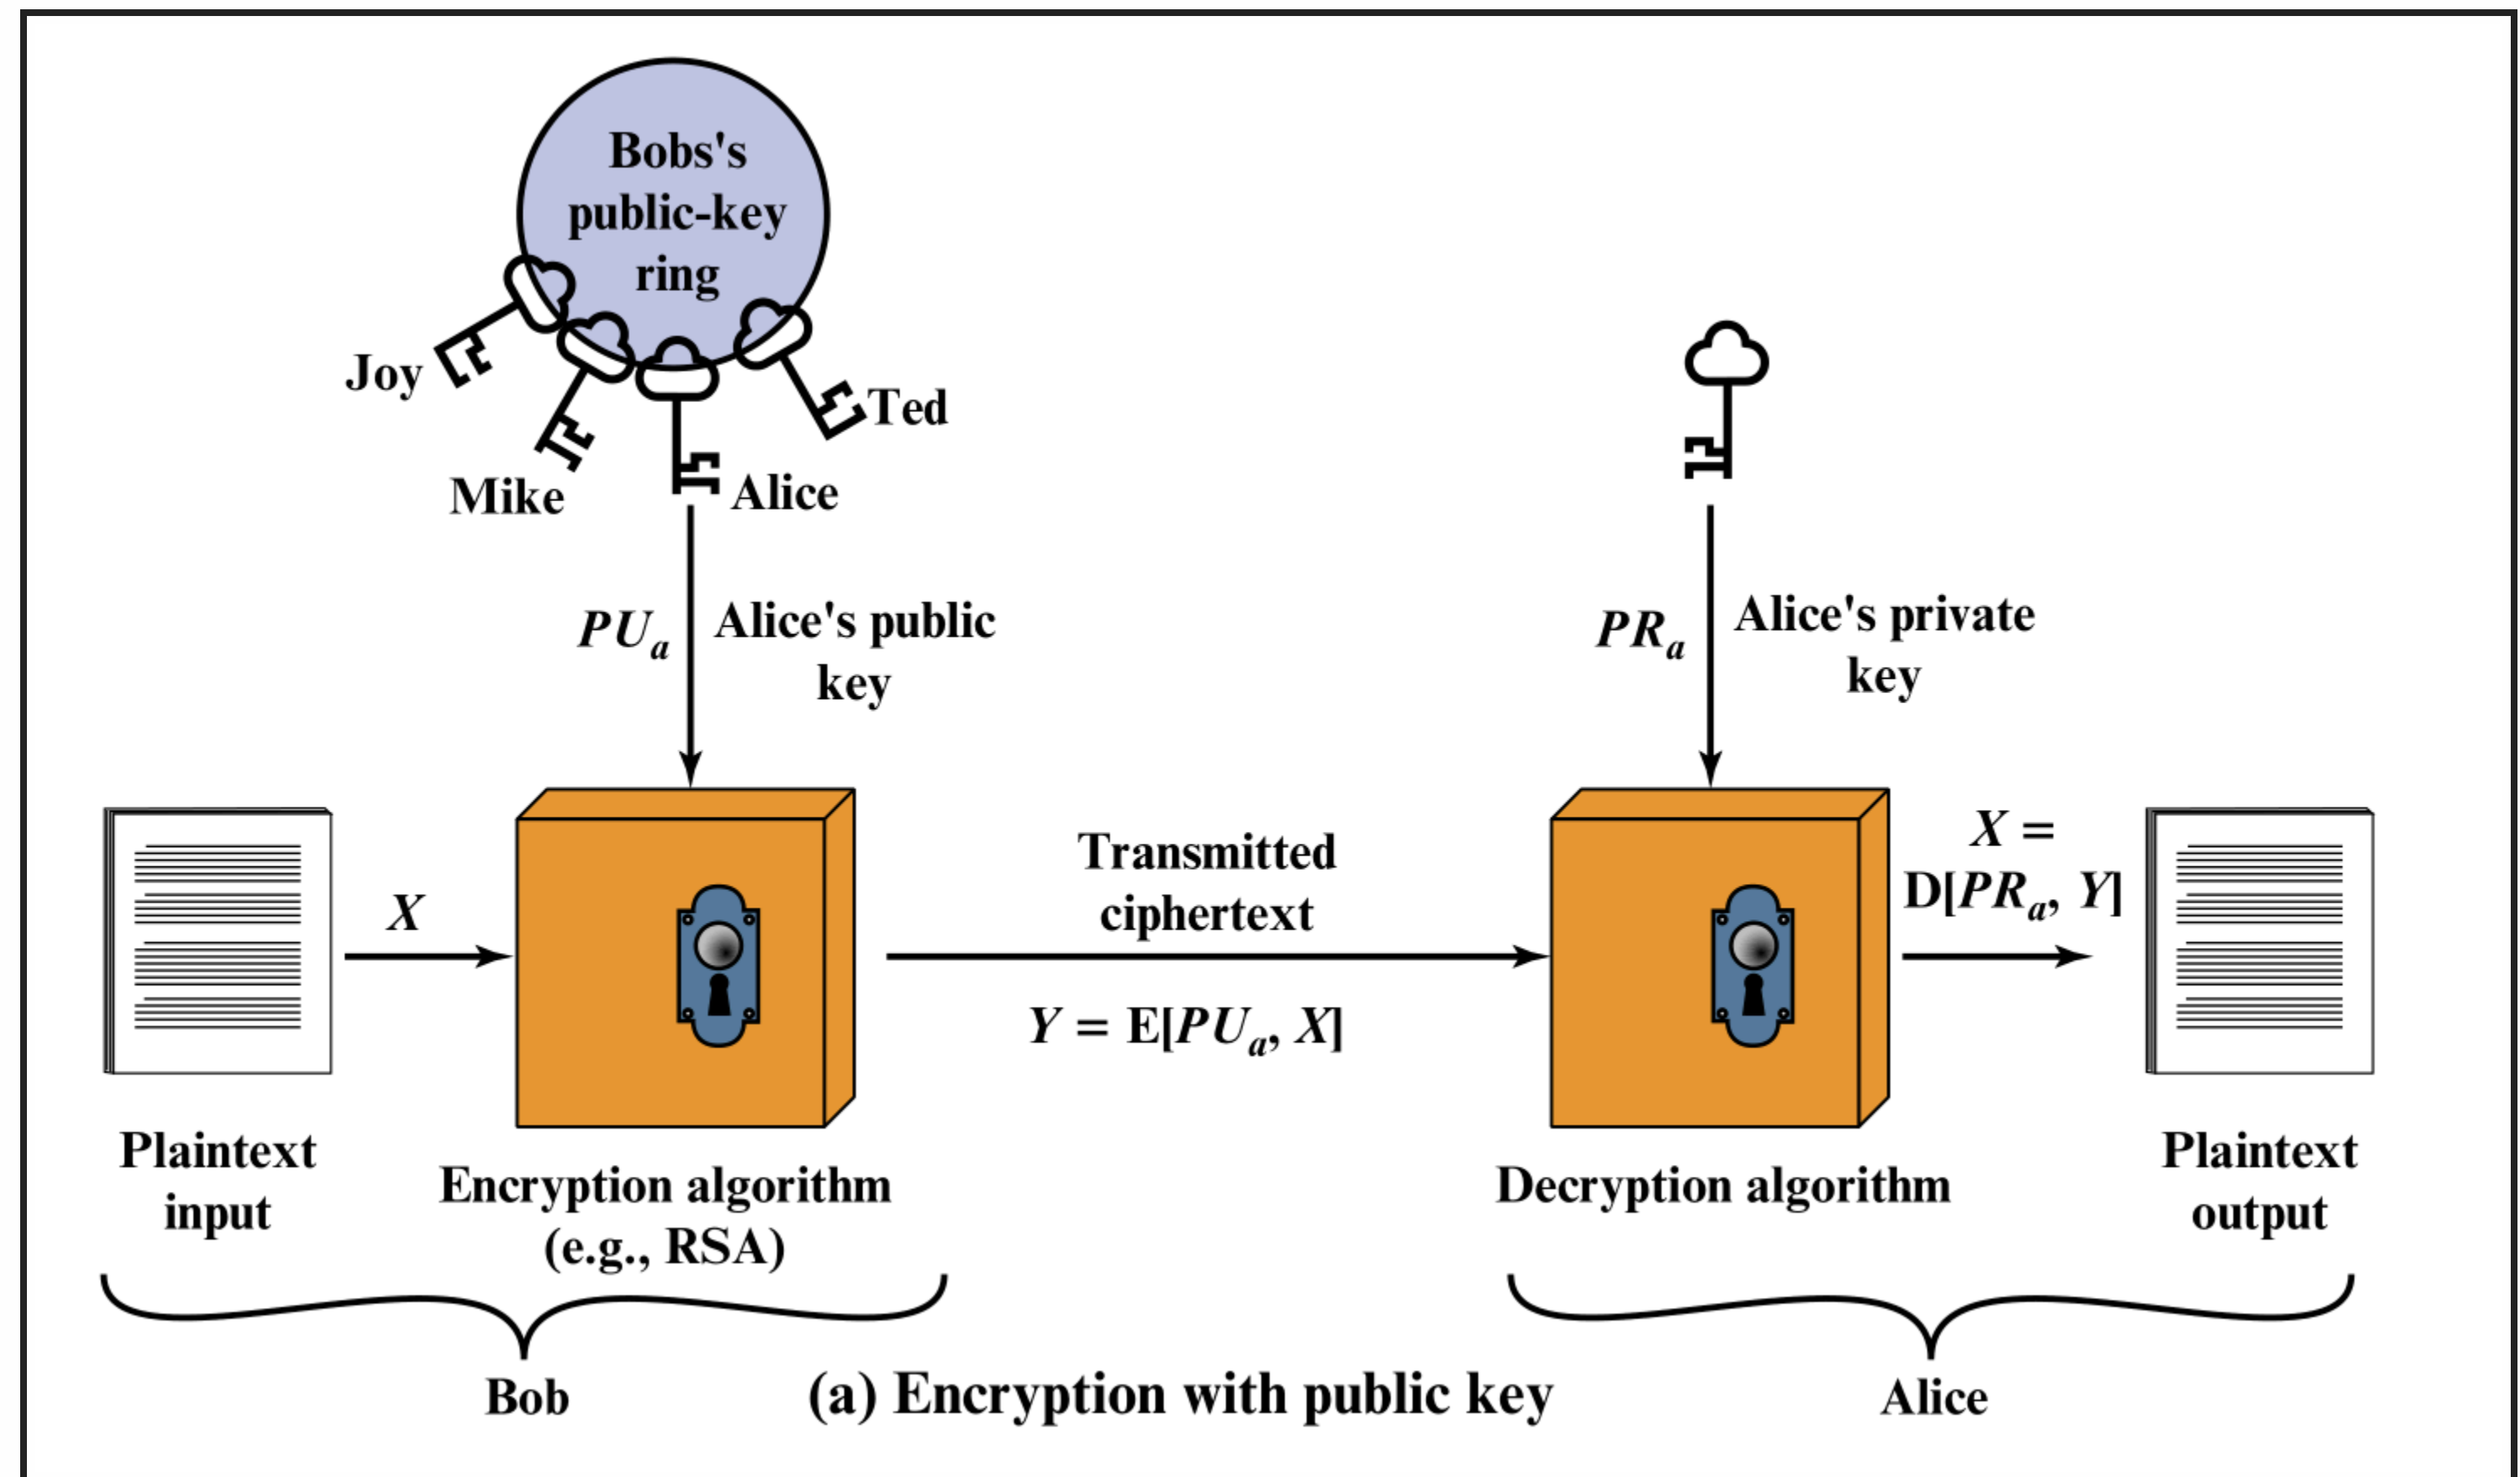 Bobs's
public-key
ring
Joy
Ted
Mike
Alice
PUa
Alice's public
key
PRa
Alice's private
key
X
Transmitted
ciphertext
Y = E[PUa, X]
X =
D[PRa, Y]
Plaintext
input
Encryption algorithm
(e.g., RSA)
Decryption algorithm
Plaintext
output
Bob
(a) Encryption with public key
Alice